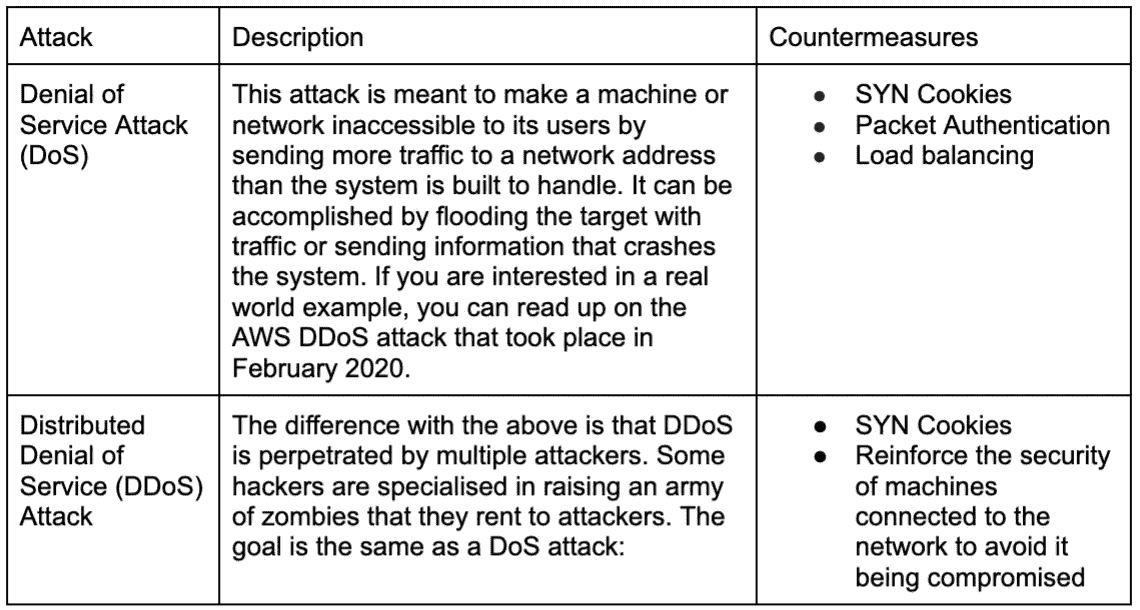 Attack
Description
Countermeasures
Denial of
Service Attack
(DoS)
This attack is meant to make a machine or
network inaccessible to its users by
sending more traffic to a network address
than the system is built to handle. It can be
accomplished by flooding the target with
traffic or sending information that crashes
the system. If you are interested in a real
world example, you can read up on the
AWS DDoS attack that took place in
February 2020.
● SYN Cookies
● Packet Authentication
● Load balancing
Distributed
Denial of
Service (DDoS)
Attack
The difference with the above is that DDoS
is perpetrated by multiple attackers. Some
hackers are specialised in raising an army
of zombies that they rent to attackers. The
goal is the same as a DoS attack:
● SYN Cookies
● Reinforce the security
of machines
connected to the
network to avoid it
being compromised